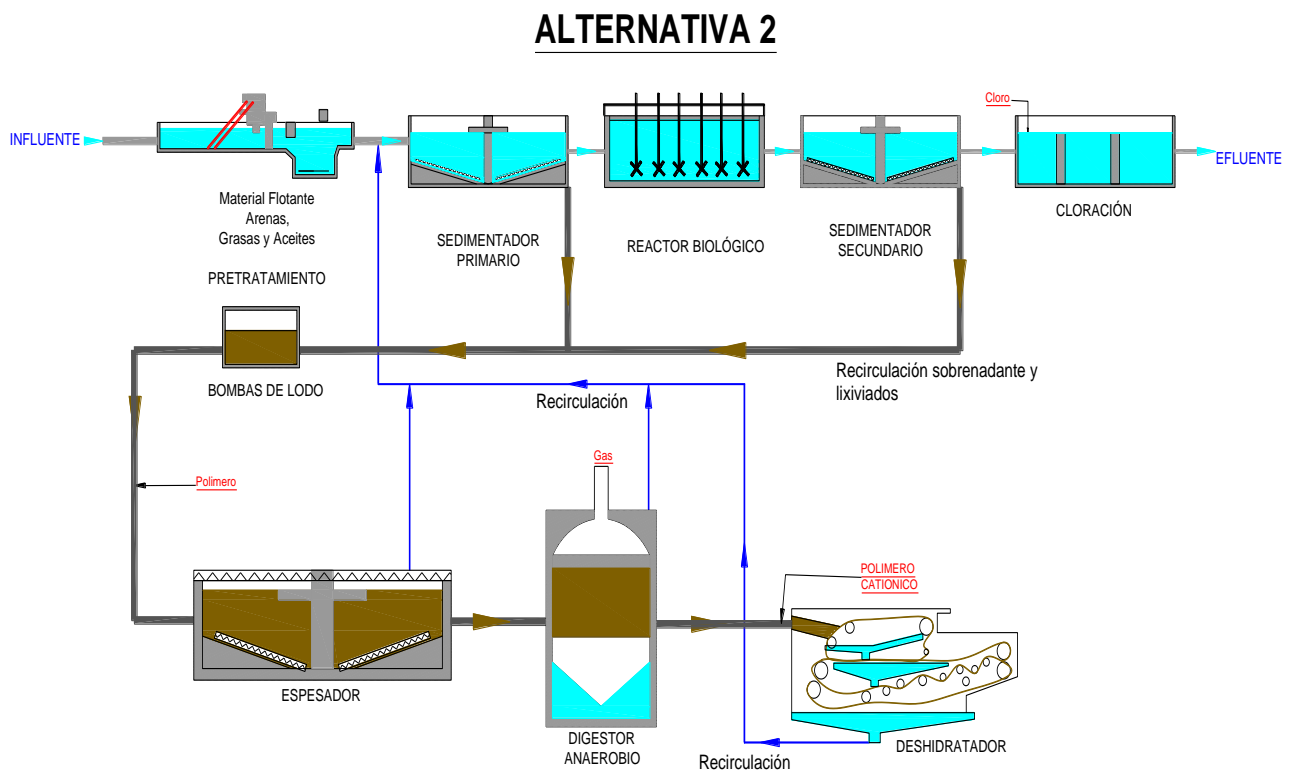 ALTERNATIVA 2
INFLUENTE
Cloro
EFLUENTE
Material Flotante
Arenas,
Grasas y Aceites
PRETRATAMIENTO
SEDIMENTADOR
PRIMARIO
REACTOR BIOLÓGICO
SEDIMENTADOR
SECUNDARIO
CLORACIÓN
BOMBAS DE LODO
Recirculación sobrenadante y
lixiviados
Recirculación
Polimero
Gas
POLIMERO
CATIONICO
ESPESADOR
DIGESTOR
ANAEROBIO
Recirculación
DESHIDRATADOR